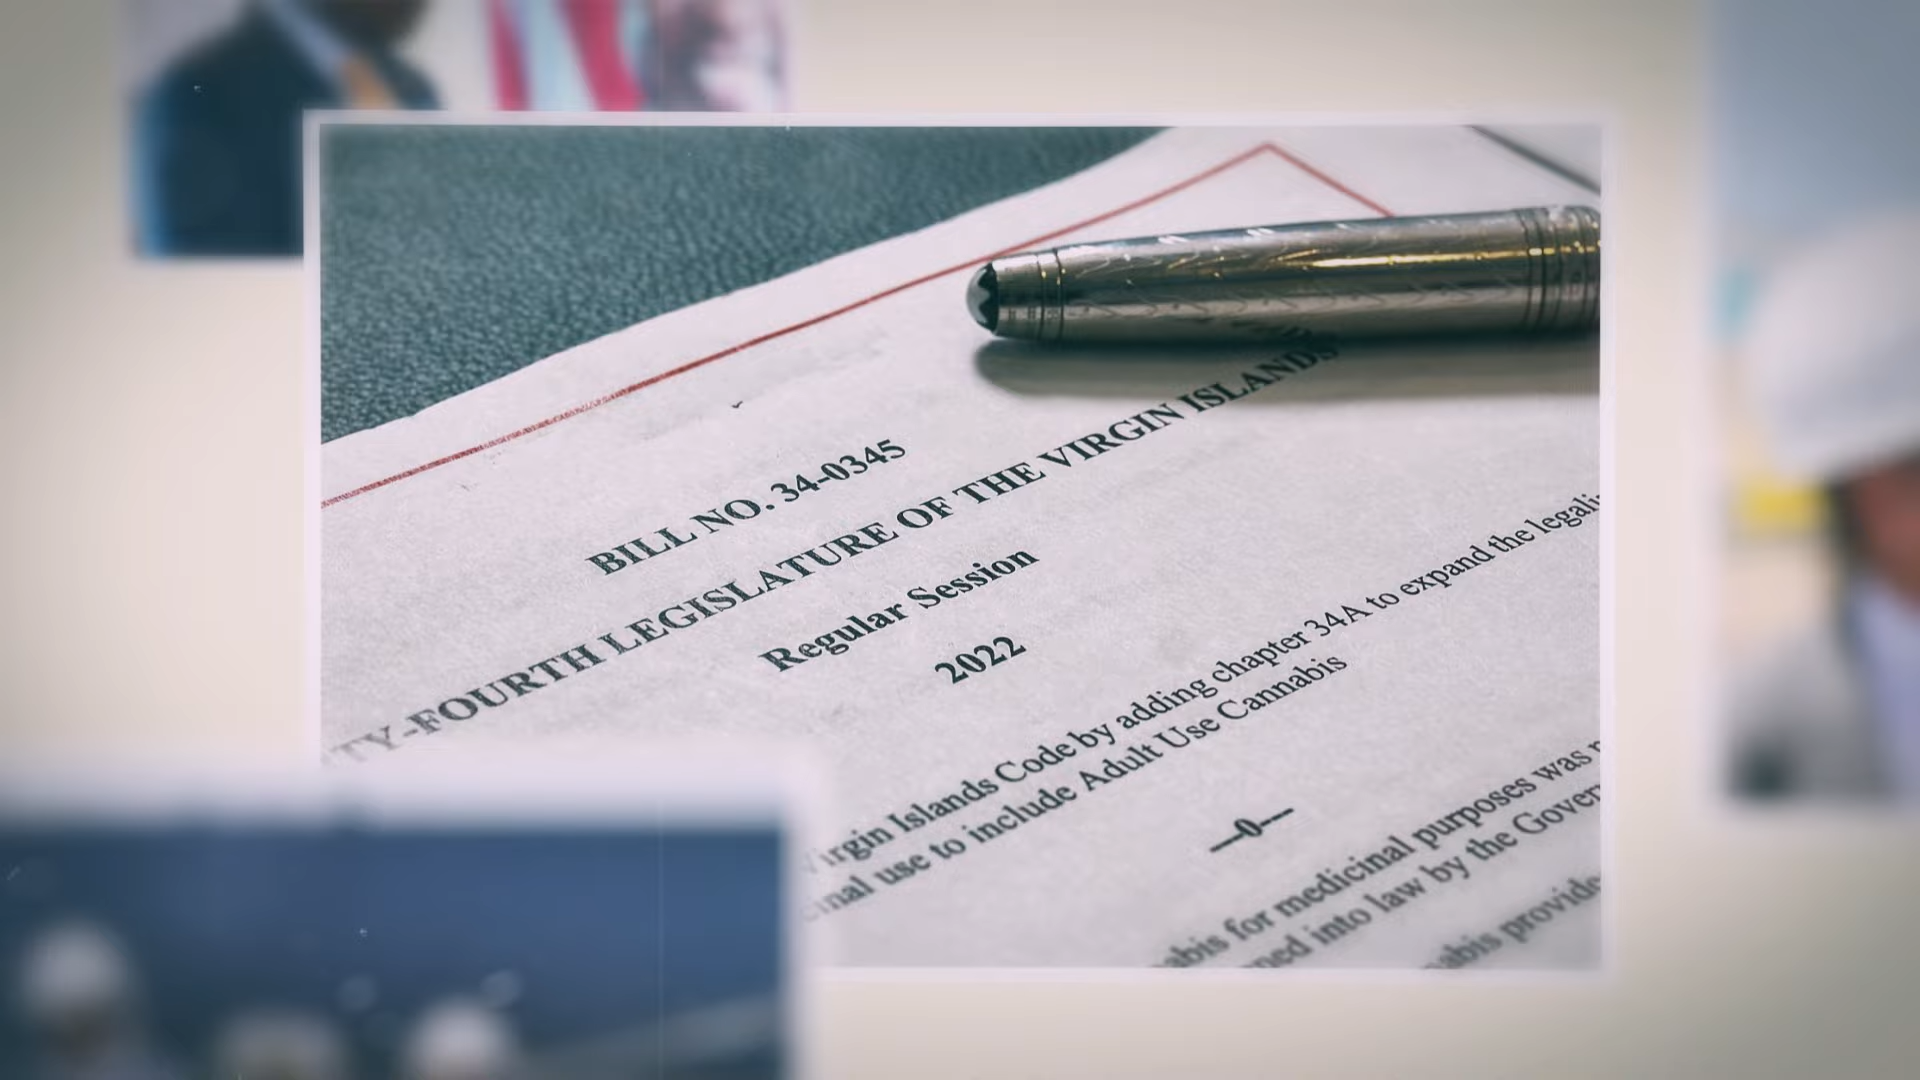 BILL NO. 34-0345
TY-FOURTH LEGISLATURE OF THE VIRGIN ISLANDS
Regular Session
2022
Virgin Islands Code by adding chapter 34A to expand the legali
cinal use to include Adult Use Cannabis
—0—
abis for medicinal purposes was
ned into law by the Gover
abis provide